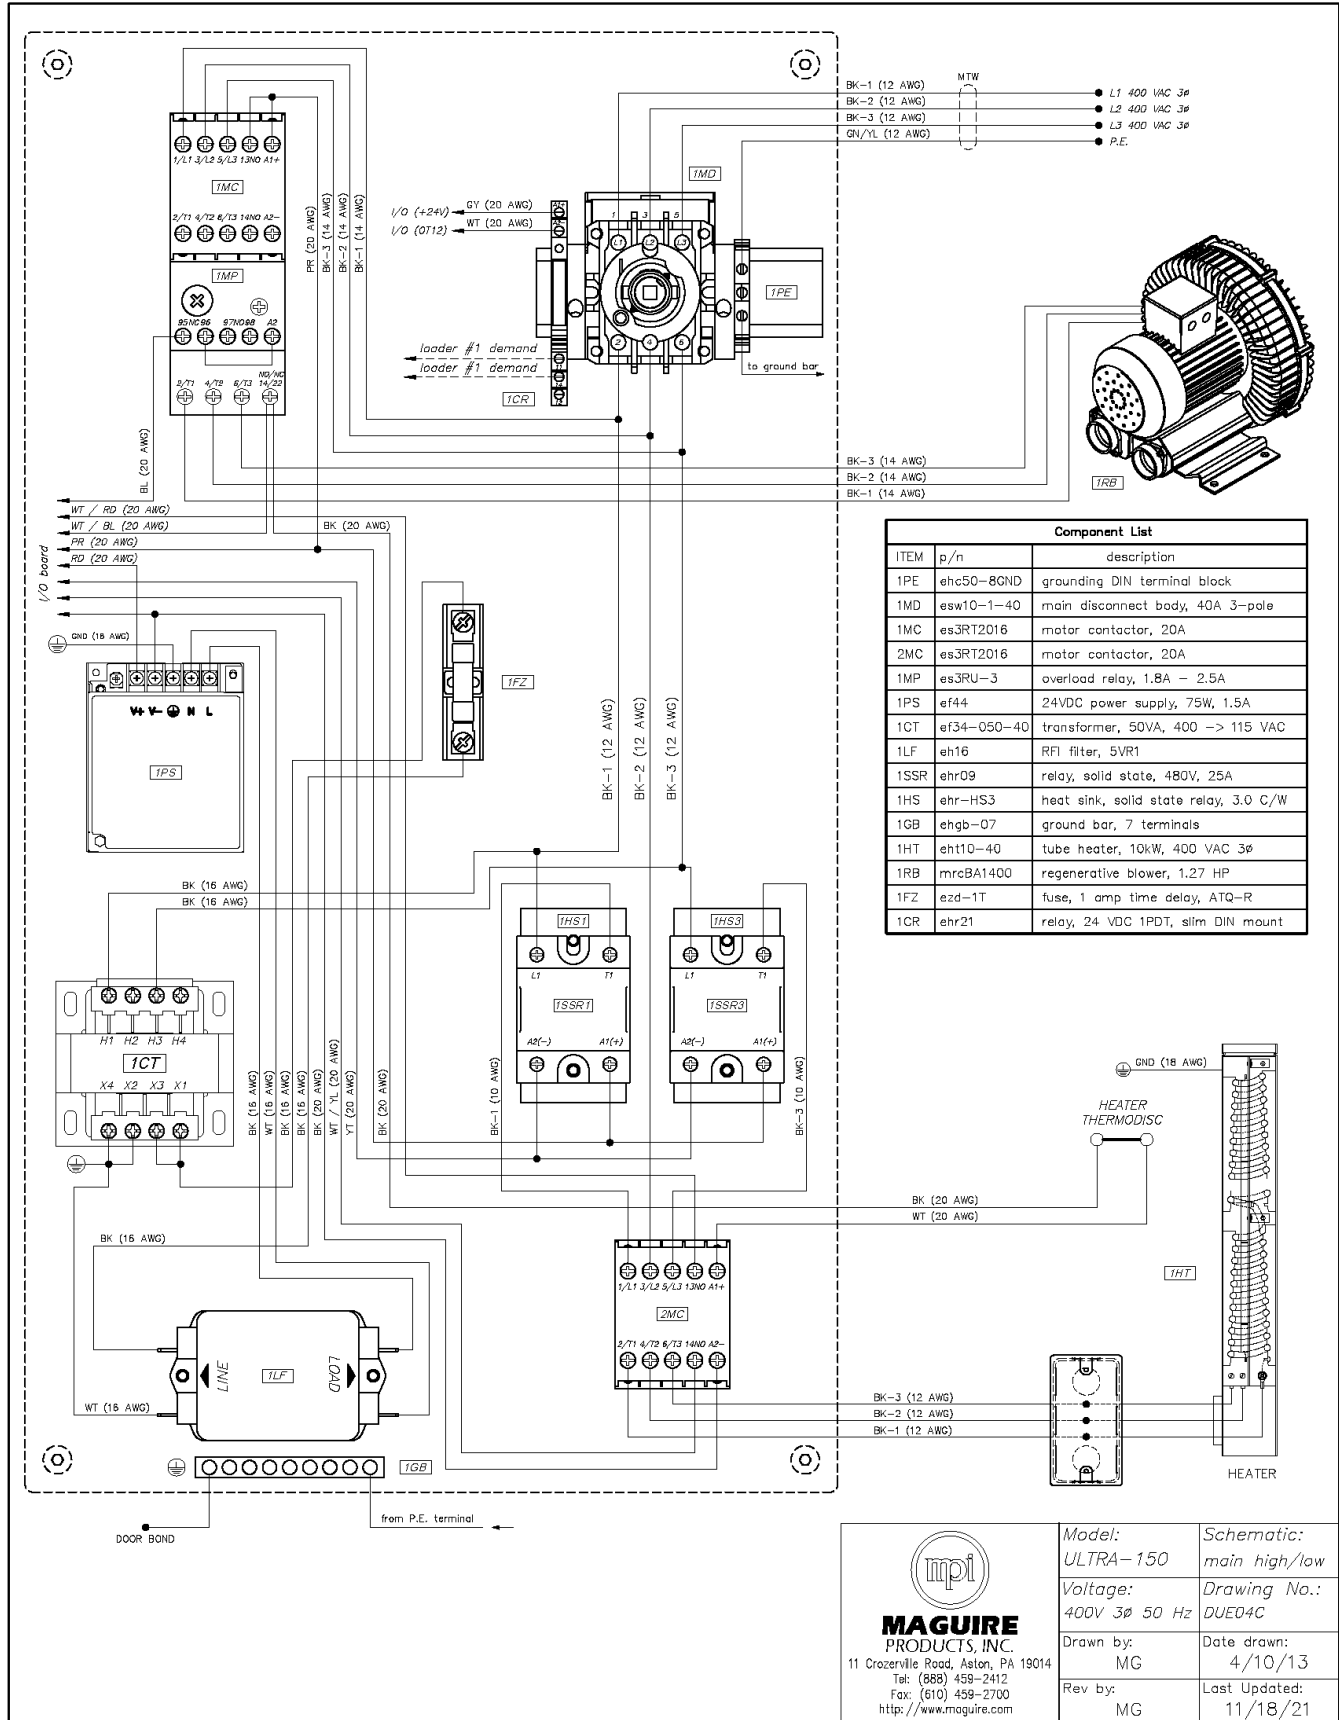 BK-1 (12 AWG)
BK-2 (12 AWG)
BK-3 (12 AWG)
GN/YL (12 AWG)
MTW
L1 400 VAC 3ø
L2 400 VAC 3ø
L3 400 VAC 3ø
P.E.
1/L1 3/L2 5/L3 13NO A1+
1MC
2/T1 4/T2 6/T3 14NO A2-
1MP
95NC96 97NO98 A2
2/T1 4/T2 6/T3 NO/NC 14/22
PR (20 AWG)
BK-3 (14 AWG)
BK-2 (14 AWG)
BK-1 (14 AWG)
I/O (+24V)
I/O (OT12)
GY (20 AWG)
WT (20 AWG)
1MD
1 3 5
L1 L2 L3
2 4 6
1PE
to ground bar
loader #1 demand
loader #1 demand
1CR
BK-3 (14 AWG)
BK-2 (14 AWG)
BK-1 (14 AWG)
1RB
BL (20 AWG)
WT / RD (20 AWG)
WT / BL (20 AWG)
PR (20 AWG)
RD (20 AWG)
I/O board
BK (20 AWG)
GND (18 AWG)
V+ V- N L
1PS
1FZ
BK-1 (12 AWG)
BK-2 (12 AWG)
BK-3 (12 AWG)
Component List
ITEM p/n description
1PE ehc50-8GND grounding DIN terminal block
1MD esw10-1-40 main disconnect body, 40A 3-pole
1MC es3RT2016 motor contactor, 20A
2MC es3RT2016 motor contactor, 20A
1MP es3RU-3 overload relay, 1.8A - 2.5A
1PS ef44 24VDC power supply, 75W, 1.5A
1CT ef34-050-40 transformer, 50VA, 400 -> 115 VAC
1LF eh16 RFI filter, 5VR1
1SSR ehr09 relay, solid state, 480V, 25A
1HS ehr-HS3 heat sink, solid state relay, 3.0 C/W
1GB ehgb-07 ground bar, 7 terminals
1HT eht10-40 tube heater, 10kW, 400 VAC 3ø
1RB mrcBA1400 regenerative blower, 1.27 HP
1FZ ezd-1T fuse, 1 amp time delay, ATQ-R
1CR ehr21 relay, 24 VDC 1PDT, slim DIN mount
BK (16 AWG)
BK (16 AWG)
H1 H2 H3 H4
1CT
X4 X2 X3 X1
BK (16 AWG)
WT (16 AWG)
BK (16 AWG)
BK (16 AWG)
BK (20 AWG)
WT / YL (20 AWG)
YT (20 AWG)
BK (20 AWG)
1HS1
L1 T1
1SSR1
A2(-) A1(+)
1HS3
L1 T1
1SSR3
A2(-) A1(+)
BK-1 (10 AWG)
BK-3 (10 AWG)
GND (18 AWG)
HEATER
THERMODISC
BK (20 AWG)
WT (20 AWG)
BK (16 AWG)
WT (16 AWG)
LINE
1LF
LOAD
1/L1 3/L2 5/L3 13NO A1+
2MC
2/T1 4/T2 6/T3 14NO A2-
1HT
BK-3 (12 AWG)
BK-2 (12 AWG)
BK-1 (12 AWG)
HEATER
1GB
DOOR BOND
from P.E. terminal
mpi
MAGUIRE
PRODUCTS, INC.
11 Crozerville Road, Aston, PA 19014
Tel: (888) 459-2412
Fax: (610) 459-2700
http://www.maguire.com
Model:
ULTRA-150
Schematic:
main high/low
Voltage:
400V 3ø 50 Hz
Drawing No.:
DUE04C
Drawn by:
MG
Date drawn:
4/10/13
Rev by:
MG
Last Updated:
11/18/21